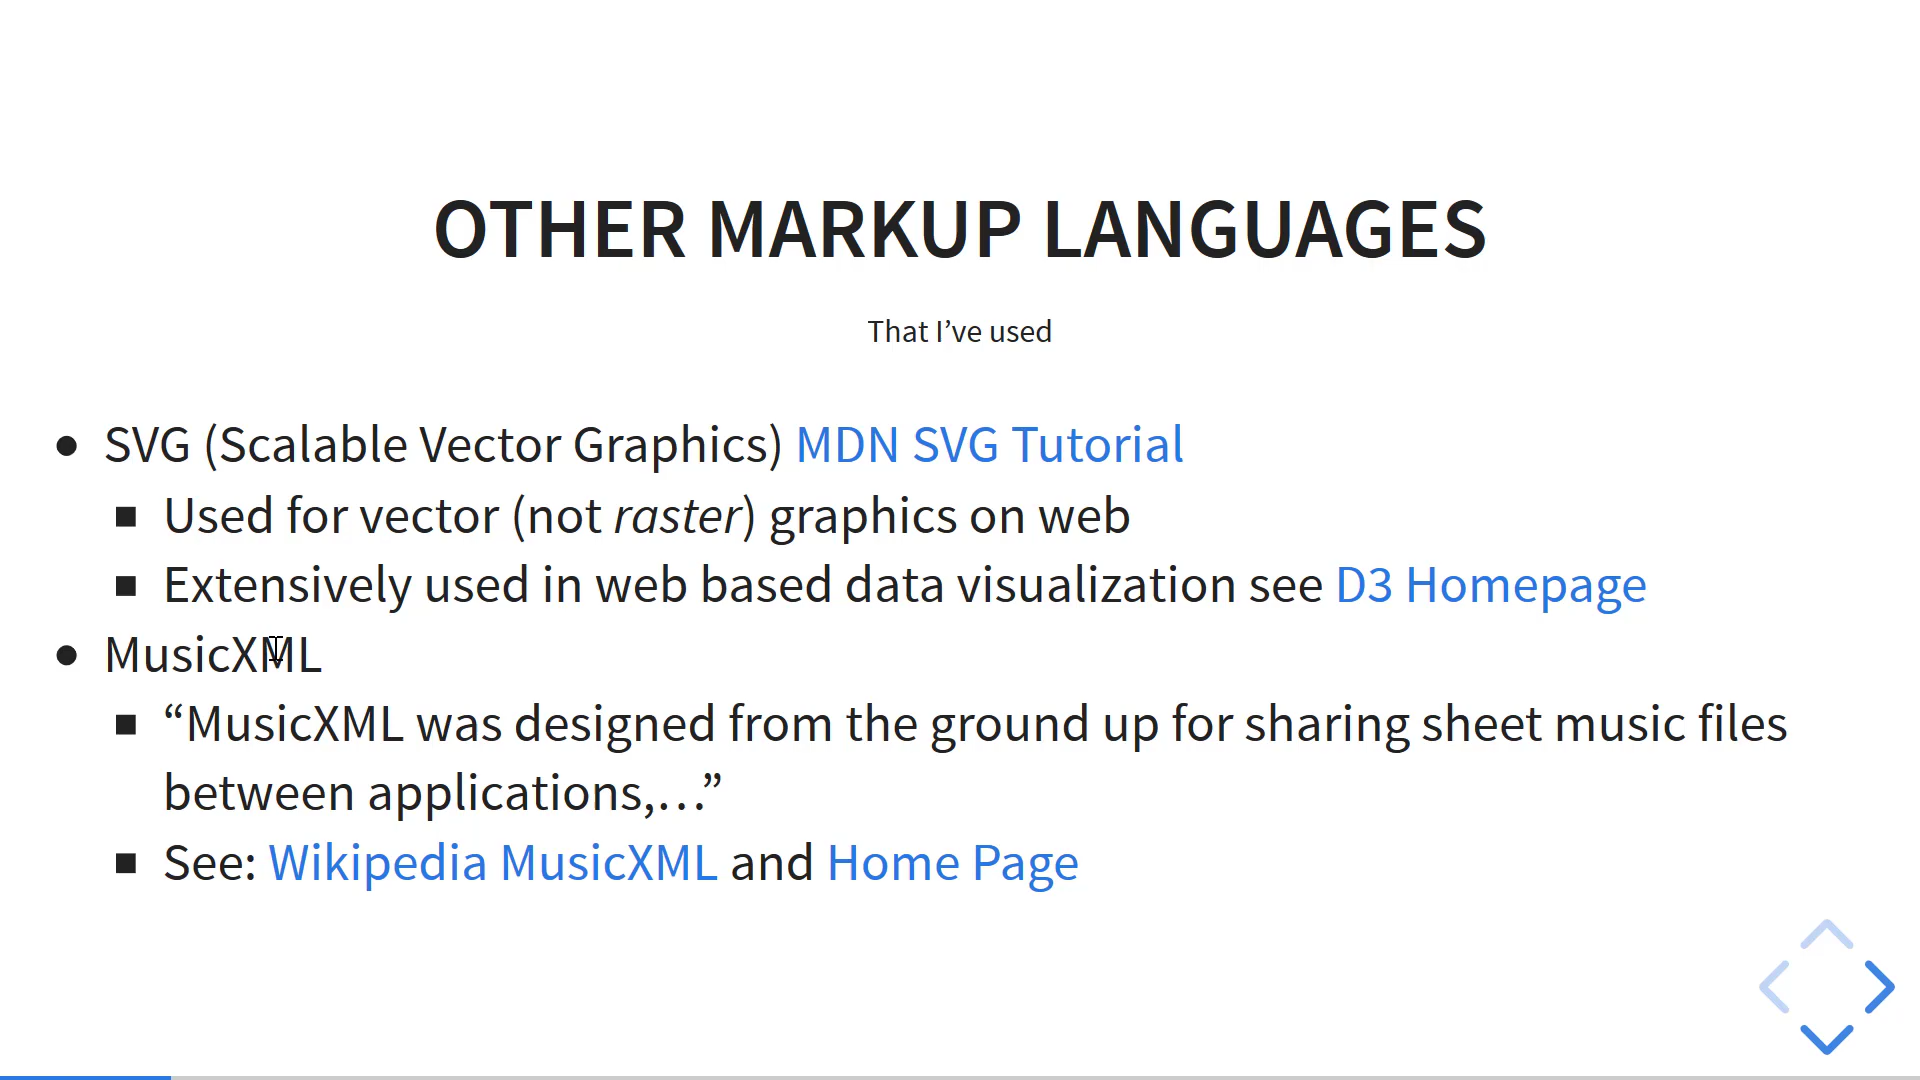 OTHER MARKUP LANGUAGES
That I’ve used
SVG (Scalable Vector Graphics) MDN SVG Tutorial
Used for vector (not raster) graphics on web
Extensively used in web based data visualization see D3 Homepage
MusicXML
“MusicXML was designed from the ground up for sharing sheet music files
between applications,…”
See: Wikipedia MusicXML and Home Page